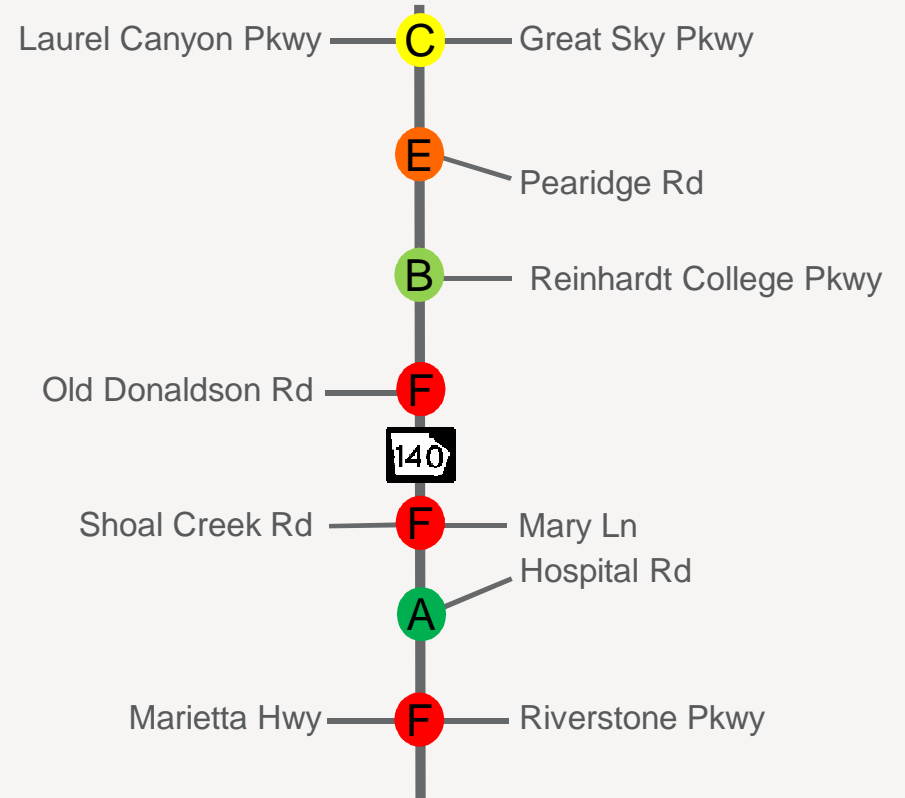 Laurel Canyon Pkwy C Great Sky Pkwy
E
Pearidge Rd
B Reinhardt College Pkwy
Old Donaldson Rd F
140
Shoal Creek Rd F Mary Ln
Hospital Rd
A
Marietta Hwy F Riverstone Pkwy